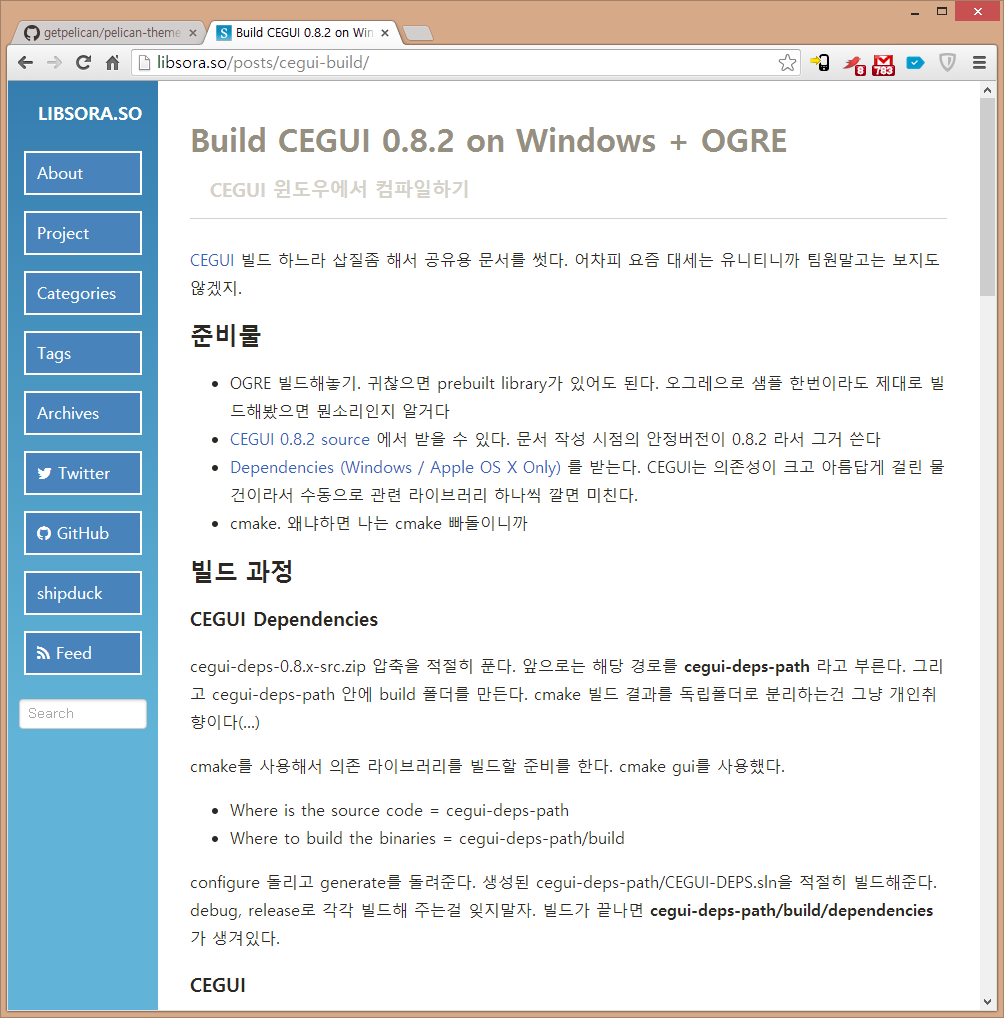 getpelican/pelican-theme
Build CEGUI 0.8.2 on Win
libsora.so/posts/cegui-build/
8
783
LIBSORA.SO
About
Project
Categories
Tags
Archives
Twitter
GitHub
shipduck
Feed
Search
Build CEGUI 0.8.2 on Windows + OGRE
CEGUI 윈도우에서 컴파일하기
CEGUI 빌드 하느라 삽질좀 해서 공유용 문서를 썻다. 어차피 요즘 대세는 유니티니까 팀원말고는 보지도
않겠지.
준비물
OGRE 빌드해놓기. 귀찮으면 prebuilt library가 있어도 된다. 오그레으로 샘플 한번이라도 제대로 빌
드해봤으면 뭔소리인지 알거다
CEGUI 0.8.2 source 에서 받을 수 있다. 문서 작성 시점의 안정버전이 0.8.2 라서 그거 쓴다
Dependencies (Windows / Apple OS X Only) 를 받는다. CEGUI는 의존성이 크고 아름답게 걸린 물
건이라서 수동으로 관련 라이브러리 하나씩 깔면 미친다.
cmake. 왜냐하면 나는 cmake 빠돌이니까
빌드 과정
CEGUI Dependencies
cegui-deps-0.8.x-src.zip 압축을 적절히 푼다. 앞으로는 해당 경로를 cegui-deps-path 라고 부른다. 그리
고 cegui-deps-path 안에 build 폴더를 만든다. cmake 빌드 결과를 독립폴더로 분리하는건 그냥 개인취
향이다(...)
cmake를 사용해서 의존 라이브러리를 빌드할 준비를 한다. cmake gui를 사용했다.
Where is the source code = cegui-deps-path
Where to build the binaries = cegui-deps-path/build
configure 돌리고 generate를 돌려준다. 생성된 cegui-deps-path/CEGUI-DEPS.sln을 적절히 빌드해준다.
debug, release로 각각 빌드해 주는걸 잊지말자. 빌드가 끝나면 cegui-deps-path/build/dependencies
가 생겨있다.
CEGUI